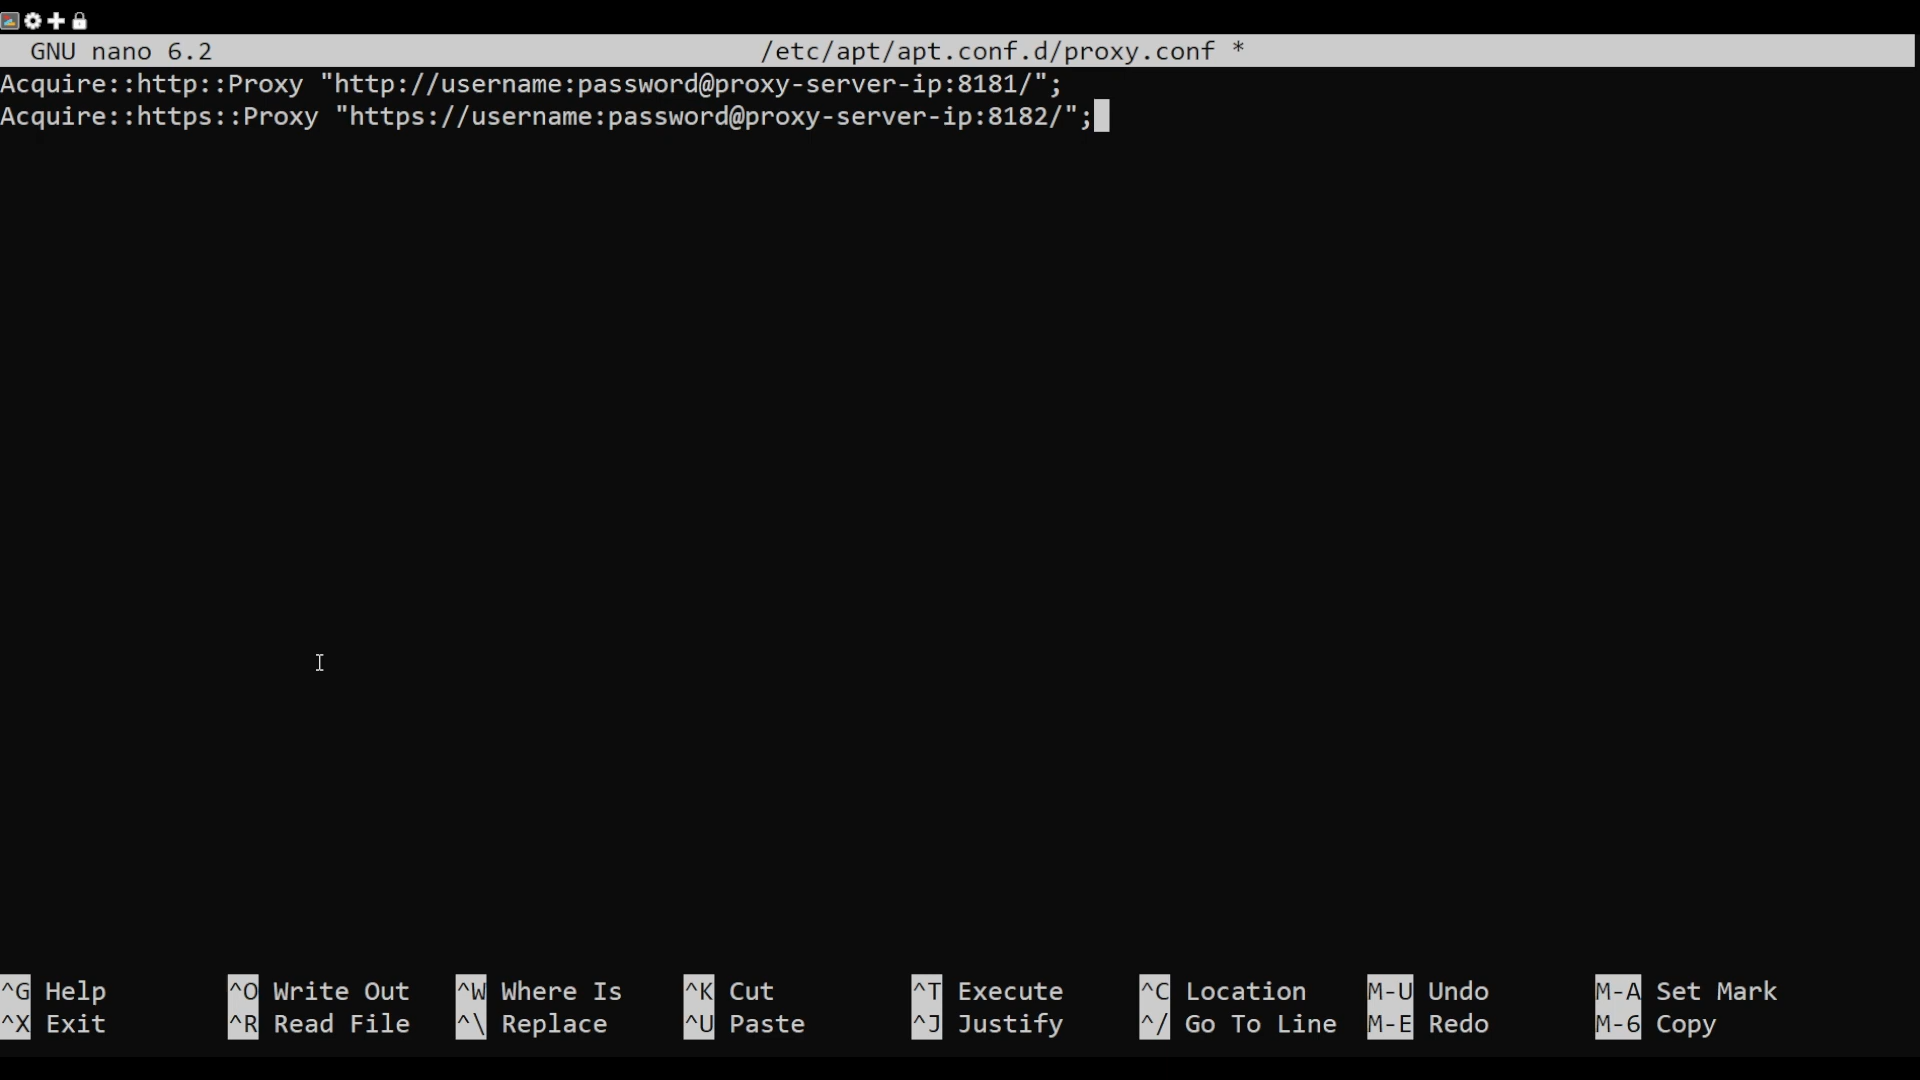 GNU nano 6.2 /etc/apt/apt.conf.d/proxy.conf *
Acquire::http::Proxy "http://username:password@proxy-server-ip:8181/";
Acquire::https::Proxy "https://username:password@proxy-server-ip:8182/";
^G Help ^O Write Out ^W Where Is ^K Cut ^T Execute ^C Location M-U Undo M-A Set Mark
^X Exit ^R Read File ^\ Replace ^U Paste ^J Justify ^/ Go To Line M-E Redo M-6 Copy